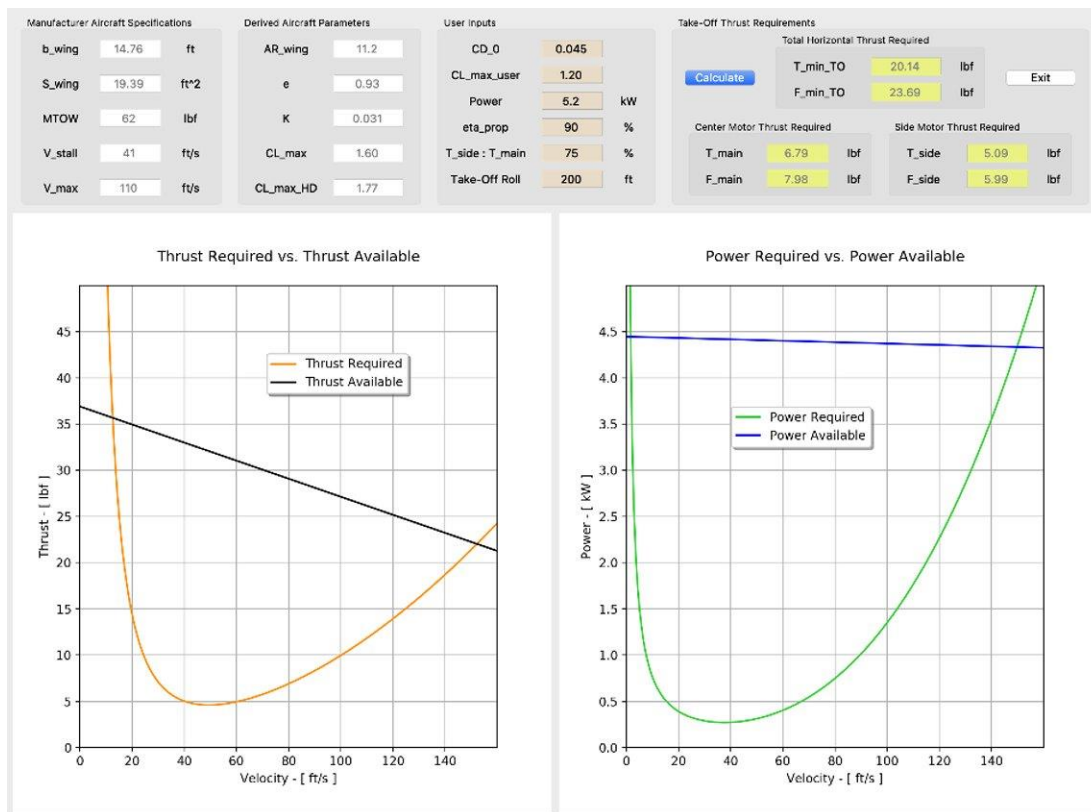 Manufacturer Aircraft Specifications
b_wing 14.76 ft
S_wing 19.39 ft^2
MTOW 62 lbf
V_stall 41 ft/s
V_max 110 ft/s
Derived Aircraft Parameters
AR_wing 11.2
e 0.93
K 0.031
CL_max 1.60
CL_max_HD 1.77
User Inputs
CD_0 0.045
CL_max_user 1.20
Power 5.2 kW
eta_prop 90 %
T_side : T_main 75 %
Take-Off Roll 200 ft
Take-Off Thrust Requirements
Total Horizontal Thrust Required
Calculate
T_min_TO 20.14 lbf
F_min_TO 23.69 lbf
Exit
Center Motor Thrust Required
T_main 6.79 lbf
F_main 7.98 lbf
Side Motor Thrust Required
T_side 5.09 lbf
F_side 5.99 lbf
Thrust Required vs. Thrust Available
Thrust - [ lbf ]
45
40
35
30
25
20
15
10
5
0
Thrust Required
Thrust Available
0 20 40 60 80 100 120 140
Velocity - [ ft/s ]
Power Required vs. Power Available
Power - [ kW ]
4.5
4.0
3.5
3.0
2.5
2.0
1.5
1.0
0.5
0.0
Power Required
Power Available
0 20 40 60 80 100 120 140
Velocity - [ ft/s ]